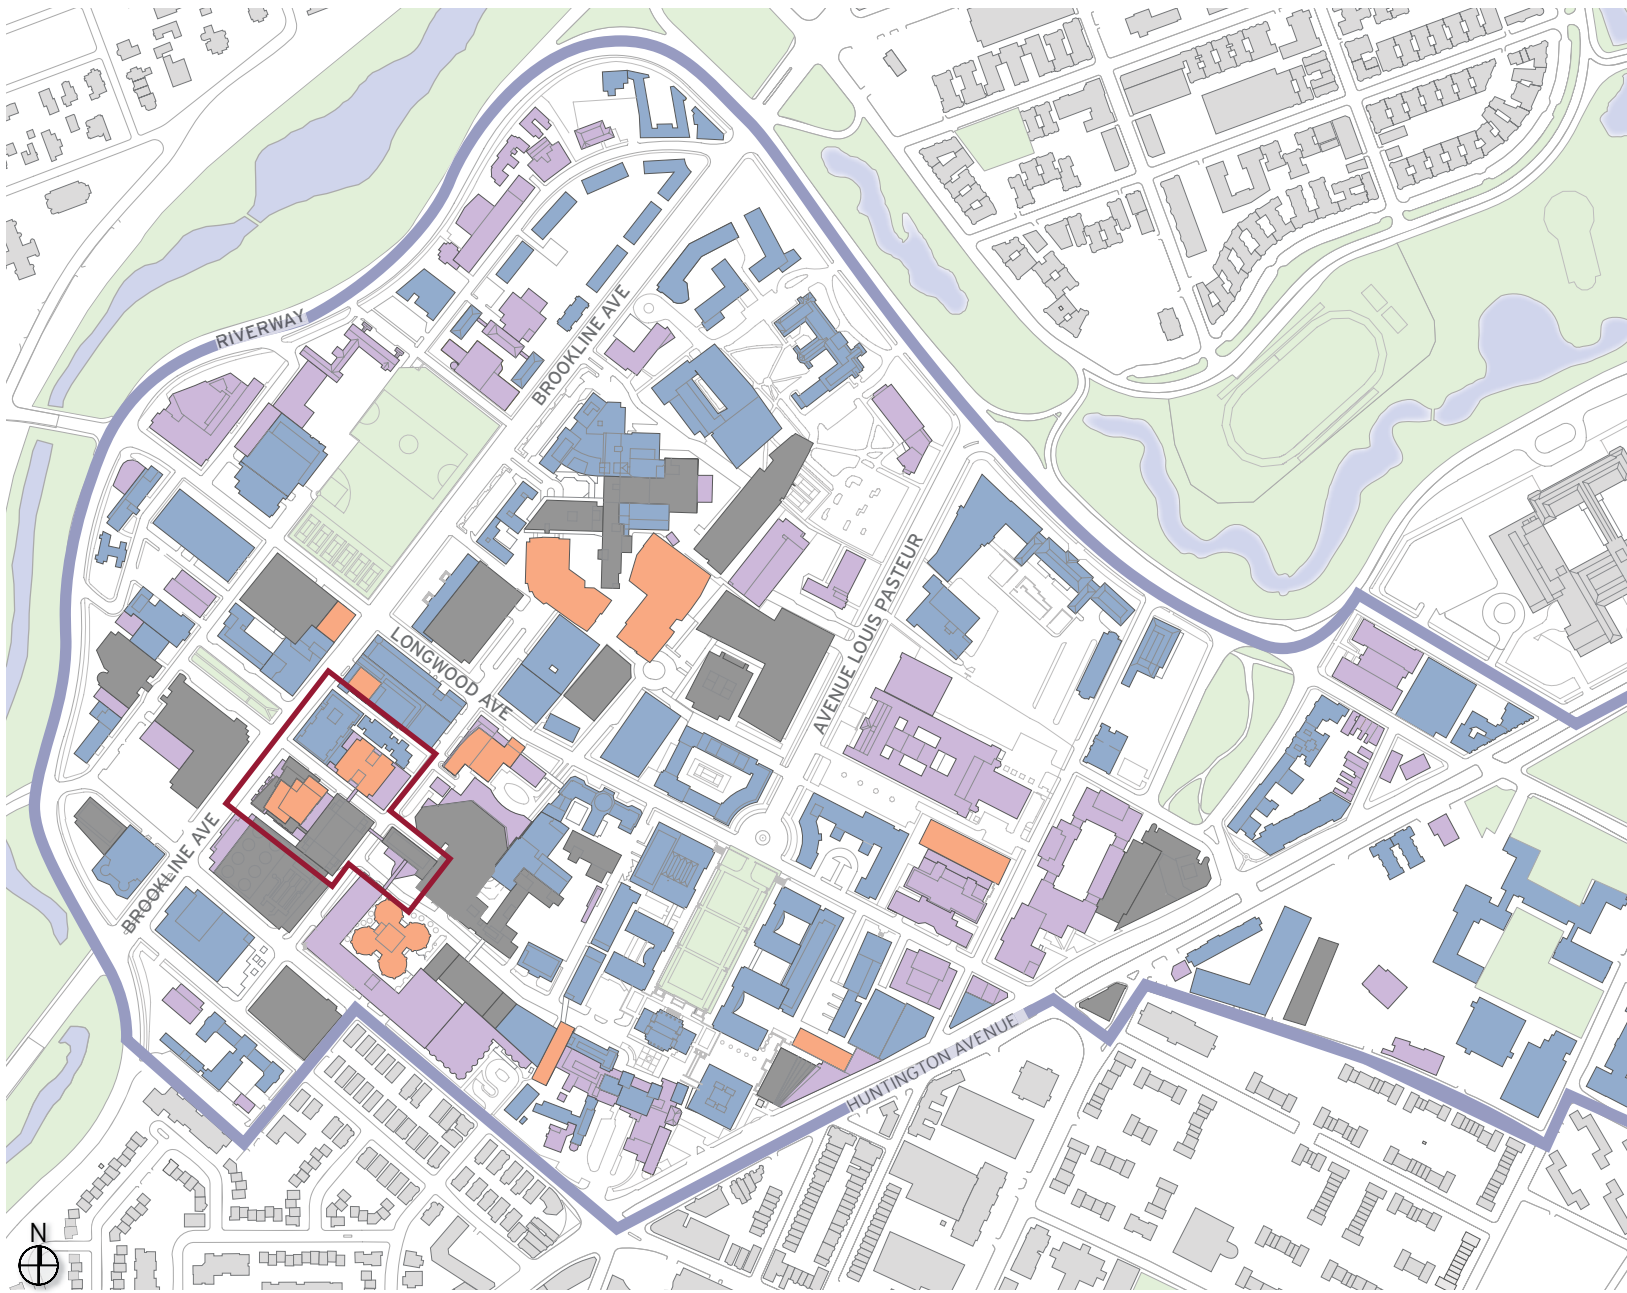 RIVERWAY
BROOKLINE AVE
LONGWOOD AVE
AVENUE LOUIS PASTEUR
BROOKLINE AVE
HUNTINGTON AVENUE
N